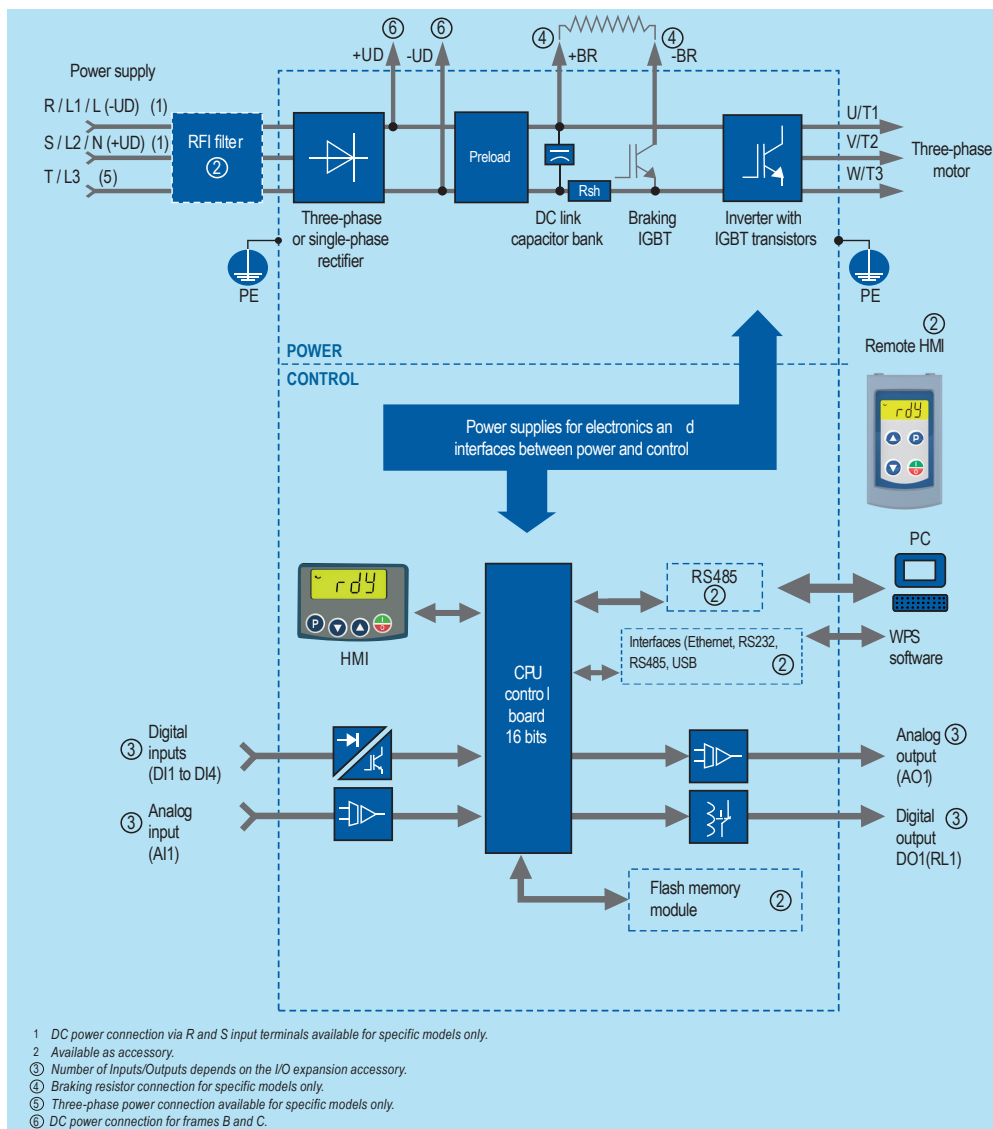 ⑥ ⑥ ④ ④
+UD -UD +BR -BR
Power supply
R / L1 / L (-UD) (1)
S / L2 / N (+UD) (1)
T / L3 (5)
RFI filter
②
Preload
Rsh
U/T1
V/T2
W/T3
Three-phase
motor
Three-phase
or single-phase
rectifier
DC link
capacitor bank
Braking
IGBT
Inverter with
IGBT transistors
PE
PE
POWER
CONTROL
②
Remote HMI
rdy
P
Power supplies for electronics an d
interfaces between power and control
rdy
P
HMI
CPU
contro l
board
16 bits
RS485
②
PC
Interfaces (Ethernet, RS232,
RS485, USB
②
WPS
software
③ Digital
inputs
(DI1 to DI4)
③ Analog
input
(AI1)
Analog ③
output
(AO1)
Digital ③
output
DO1(RL1)
Flash memory
module
②
1 DC power connection via R and S input terminals available for specific models only.
2 Available as accessory.
③ Number of Inputs/Outputs depends on the I/O expansion accessory.
④ Braking resistor connection for specific models only.
⑤ Three-phase power connection available for specific models only.
⑥ DC power connection for frames B and C.